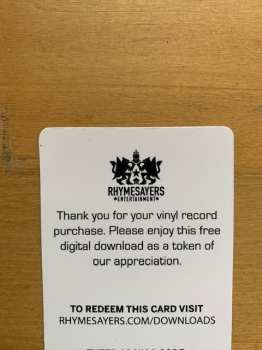 RHYMESAYERS
★ENTERTAINMENT★
Thank you for your vinyl record
purchase. Please enjoy this free
digital download as a token of
our appreciation.
TO REDEEM THIS CARD VISIT
RHYMESAYERS.COM/DOWNLOADS